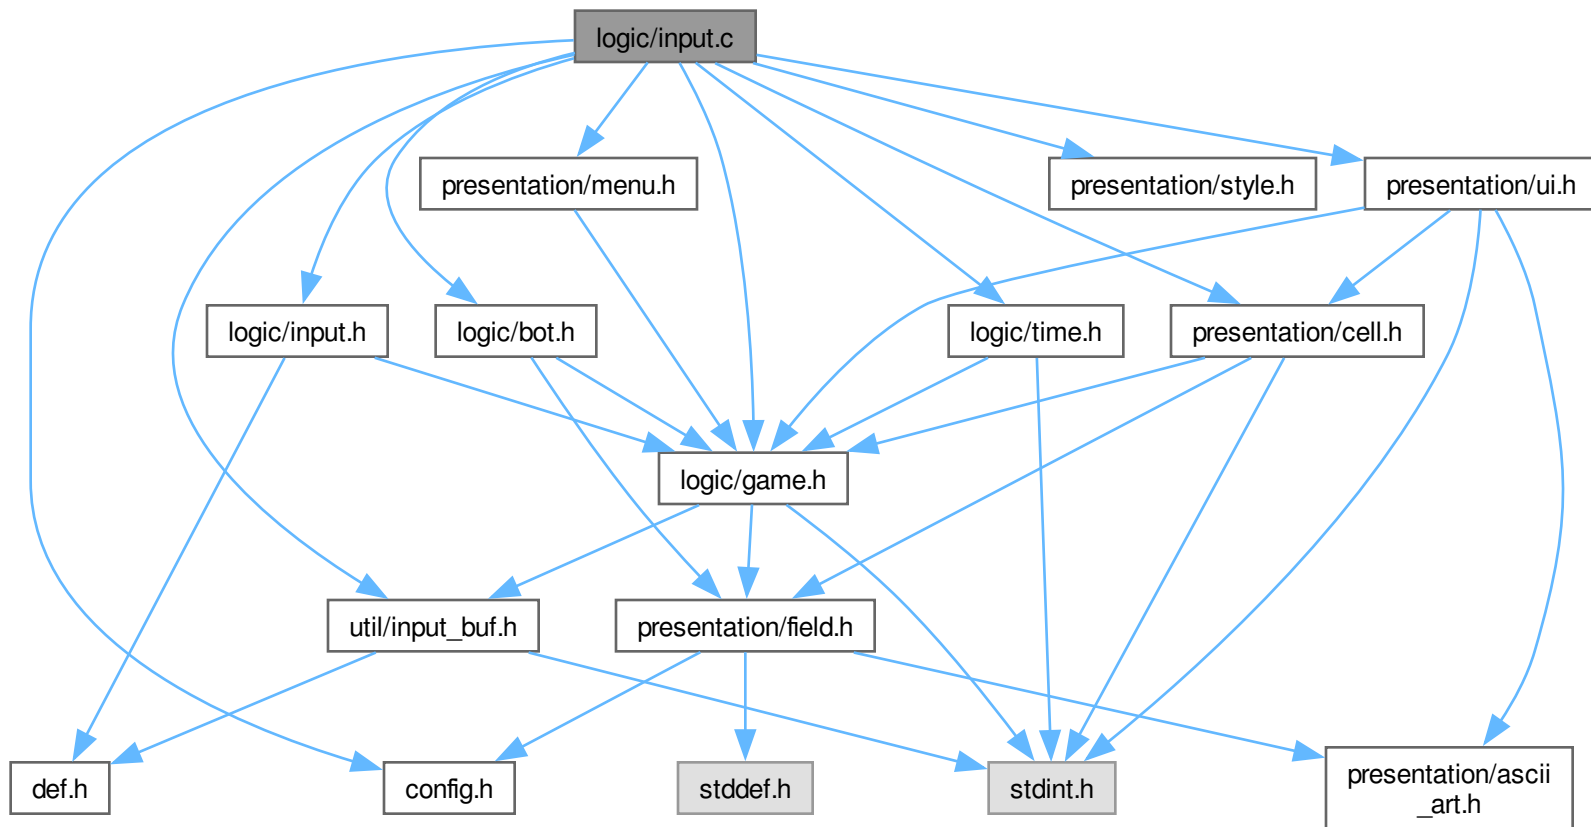 logic/input.c
presentation/menu.h
presentation/style.h
presentation/ui.h
logic/input.h
logic/bot.h
logic/time.h
presentation/cell.h
logic/game.h
util/input_buf.h
presentation/field.h
def.h
config.h
stddef.h
stdint.h
presentation/ascii
_art.h